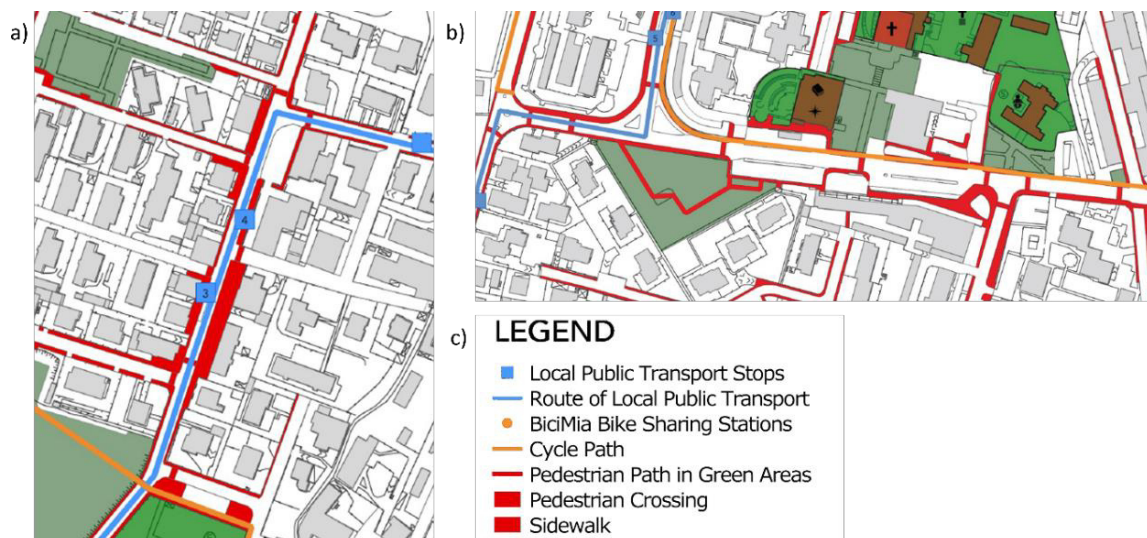 a)
4
3
b)
6
5
c)
LEGEND
Local Public Transport Stops
Route of Local Public Transport
BiciMia Bike Sharing Stations
Cycle Path
Pedestrian Path in Green Areas
Pedestrian Crossing
Sidewalk